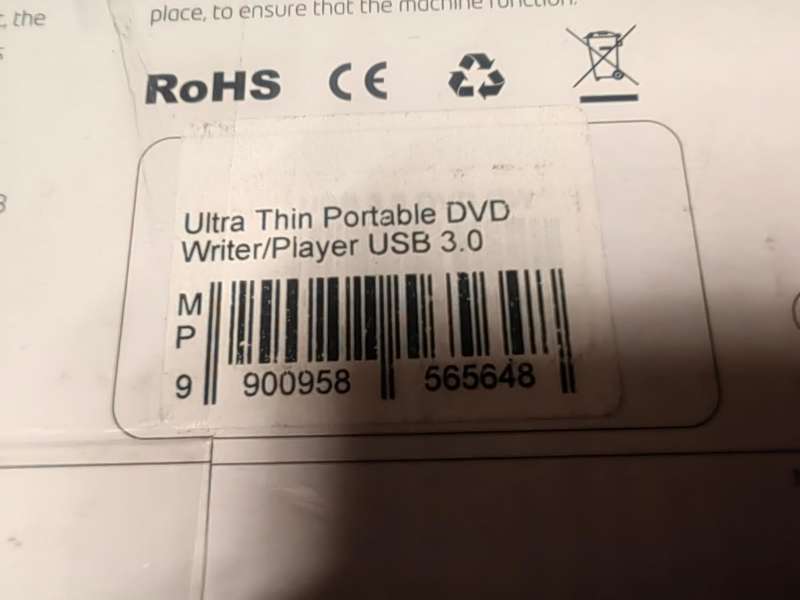 , the
place, to ensure that the machine function.
RoHS CE
Ultra Thin Portable DVD
Writer/Player USB 3.0
M
P
9 900958 565648